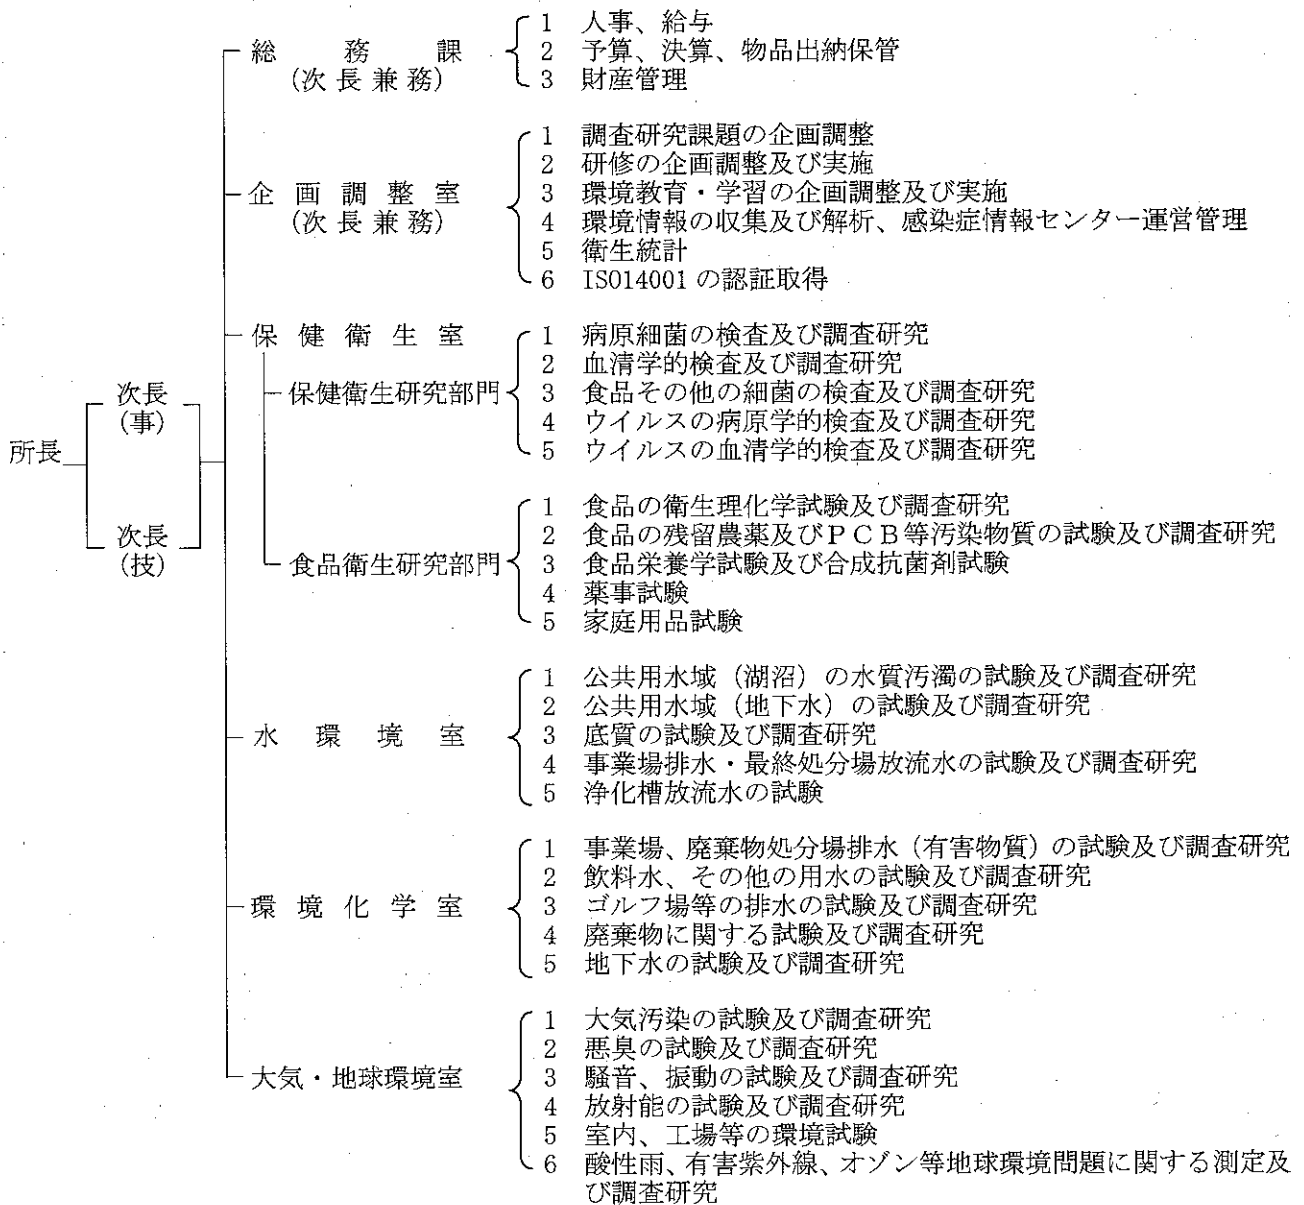 所長
次長
(事)
次長
(技)
総務課
(次長兼務)
1 人事、給与
2 予算、決算、物品出納保管
3 財産管理
企画調整室
(次長兼務)
1 調査研究課題の企画調整
2 研修の企画調整及び実施
3 環境教育・学習の企画調整及び実施
4 環境情報の収集及び解析、感染症情報センター運営管理
5 衛生統計
6 ISO14001の認証取得
保健衛生室
保健衛生研究部門
1 病原細菌の検査及び調査研究
2 血清学的検査及び調査研究
3 食品その他の細菌の検査及び調査研究
4 ウイルスの病原学的検査及び調査研究
5 ウイルスの血清学的検査及び調査研究
食品衛生研究部門
1 食品の衛生理化学試験及び調査研究
2 食品の残留農薬及びPCB等汚染物質の試験及び調査研究
3 食品栄養学試験及び合成抗菌剤試験
4 薬事試験
5 家庭用品試験
水環境室
1 公共用水域(湖沼)の水質汚濁の試験及び調査研究
2 公共用水域(地下水)の試験及び調査研究
3 底質の試験及び調査研究
4 事業場排水・最終処分場放流水の試験及び調査研究
5 浄化槽放流水の試験
環境化学室
1 事業場、廃棄物処分場排水(有害物質)の試験及び調査研究
2 飲料水、その他の用水の試験及び調査研究
3 ゴルフ場等の排水の試験及び調査研究
4 廃棄物に関する試験及び調査研究
5 地下水の試験及び調査研究
大気・地球環境室
1 大気汚染の試験及び調査研究
2 悪臭の試験及び調査研究
3 騒音、振動の試験及び調査研究
4 放射能の試験及び調査研究
5 室内、工場等の環境試験
6 酸性雨、有害紫外線、オゾン等地球環境問題に関する測定及
び調査研究